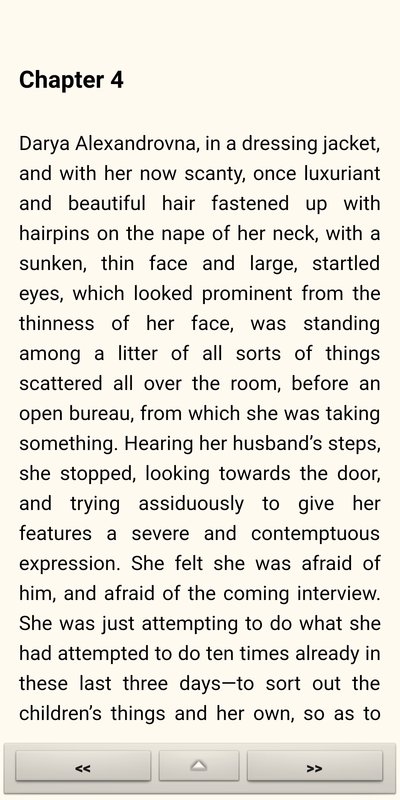 Chapter 4
Darya Alexandrovna, in a dressing jacket,
and with her now scanty, once luxuriant
and beautiful hair fastened up with
hairpins on the nape of her neck, with a
sunken, thin face and large, startled
eyes, which looked prominent from the
thinness of her face, was standing
among a litter of all sorts of things
scattered all over the room, before an
open bureau, from which she was taking
something. Hearing her husband’s steps,
she stopped, looking towards the door,
and trying assiduously to give her
features a severe and contemptuous
expression. She felt she was afraid of
him, and afraid of the coming interview.
She was just attempting to do what she
had attempted to do ten times already in
these last three days—to sort out the
children’s things and her own, so as to
<< >>